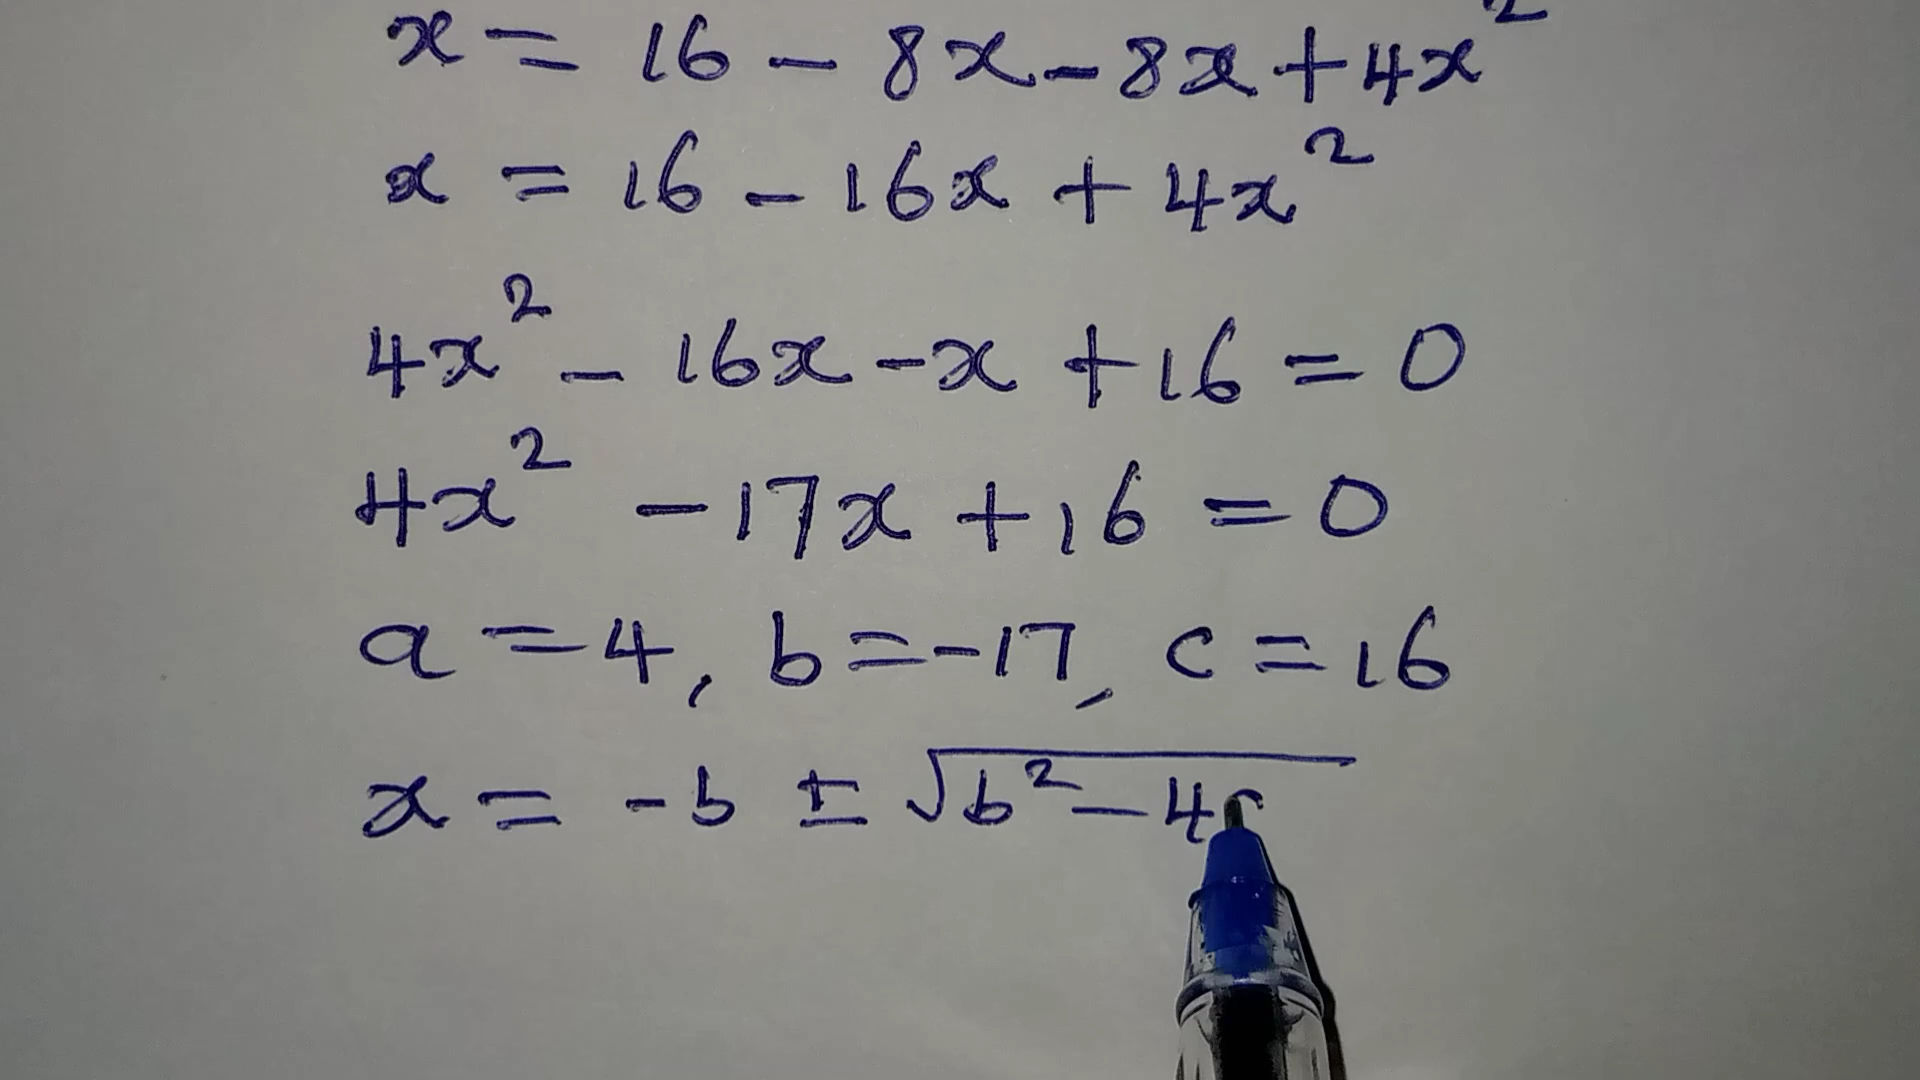 x = 16 - 8x - 8x + 4x²
x = 16 - 16x + 4x²
4x² - 16x - x + 16 = 0
4x² - 17x + 16 = 0
a = 4, b = -17, c = 16
x = -b ± √b² - 4